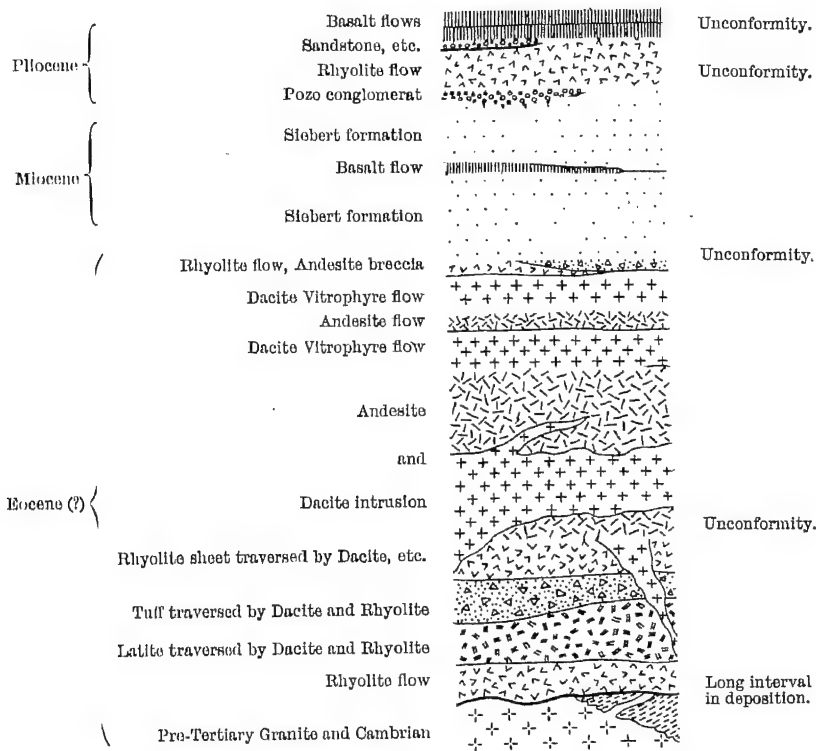 Basalt flows
Unconformity.
Sandstone, etc.
Pliocene
Rhyolite flow
Unconformity.
Pozo conglomerat
Siebert formation
Miocene
Basalt flow
Siebert formation
Unconformity.
Rhyolite flow, Andesite breccia
Dacite Vitrophyre flow
Andesite flow
Dacite Vitrophyre flow
Andesite
and
Eocene (?)
Dacite intrusion
Unconformity.
Rhyolite sheet traversed by Dacite, etc.
Tuff traversed by Dacite and Rhyolite
Latite traversed by Dacite and Rhyolite
Rhyolite flow
Long interval
in deposition.
Pre-Tertiary Granite and Cambrian